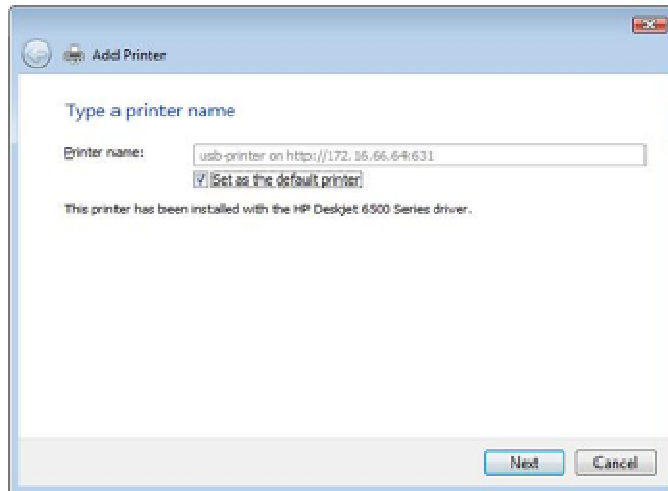 Add Printer
Type a printer name
Printer name:
usb-printer on http://172.16.66.64:631
Set as the default printer
This printer has been installed with the HP Deskjet 6500 Series driver.
Next
Cancel